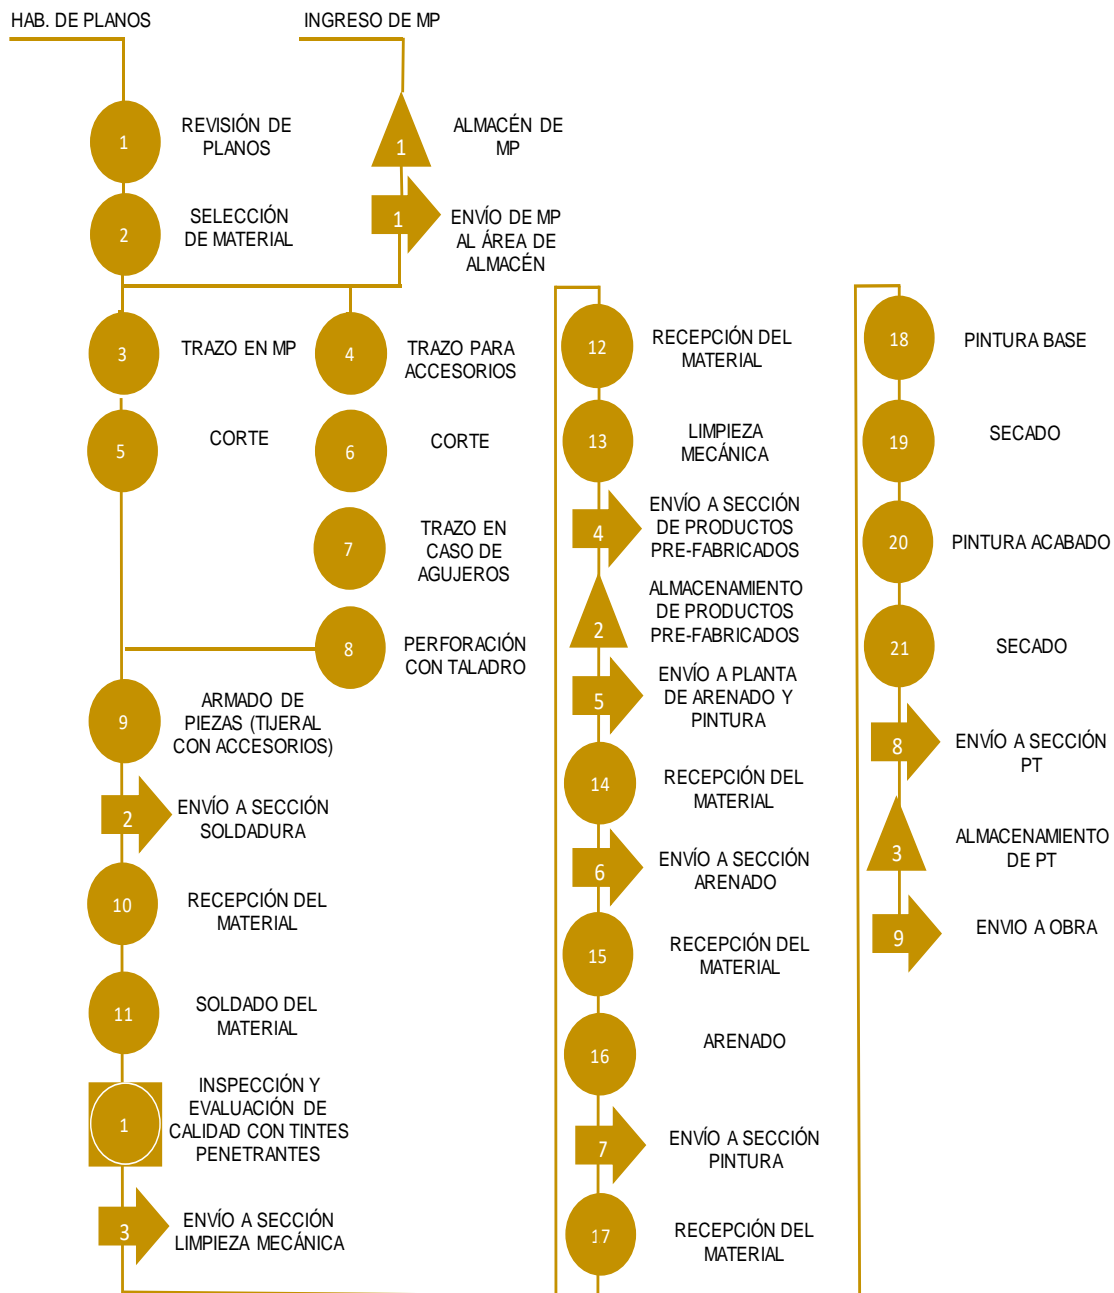 HAB. DE PLANOS
INGRESO DE MP
1
REVISIÓN DE
PLANOS
1
ALMACÉN DE
MP
2
SELECCIÓN
DE MATERIAL
1
ENVÍO DE MP
AL ÁREA DE
ALMACÉN
3
TRAZO EN MP
4
TRAZO PARA
ACCESORIOS
5
CORTE
6
CORTE
7
TRAZO EN
CASO DE
AGUJEROS
8
PERFORACIÓN
CON TALADRO
9
ARMADO DE
PIEZAS (TIJERAL
CON ACCESORIOS)
2
ENVÍO A SECCIÓN
SOLDADURA
10
RECEPCIÓN DEL
MATERIAL
11
SOLDADO DEL
MATERIAL
1
INSPECCIÓN Y
EVALUACIÓN DE
CALIDAD CON TINTES
PENETRANTES
3
ENVÍO A SECCIÓN
LIMPIEZA MECÁNICA
12
RECEPCIÓN DEL
MATERIAL
13
LIMPIEZA
MECÁNICA
4
ENVÍO A SECCIÓN
DE PRODUCTOS
PRE-FABRICADOS
2
ALMACENAMIENTO
DE PRODUCTOS
PRE-FABRICADOS
5
ENVÍO A PLANTA
DE ARENADO Y
PINTURA
14
RECEPCIÓN DEL
MATERIAL
6
ENVÍO A SECCIÓN
ARENADO
15
RECEPCIÓN DEL
MATERIAL
16
ARENADO
7
ENVÍO A SECCIÓN
PINTURA
17
RECEPCIÓN DEL
MATERIAL
18
PINTURA BASE
19
SECADO
20
PINTURA ACABADO
21
SECADO
8
ENVÍO A SECCIÓN
PT
3
ALMACENAMIENTO
DE PT
9
ENVIO A OBRA